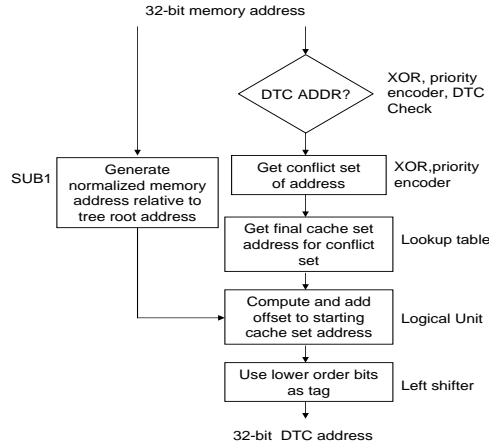 32-bit memory address
DTC ADDR?
XOR, priority
encoder, DTC
Check
SUB1
Generate
normalized memory
address relative to
tree root address
Get conflict set
of address
XOR,priority
encoder
Get final cache set
address for conflict
set
Lookup table
Compute and add
offset to starting
cache set address
Logical Unit
Use lower order bits
as tag
Left shifter
32-bit DTC address